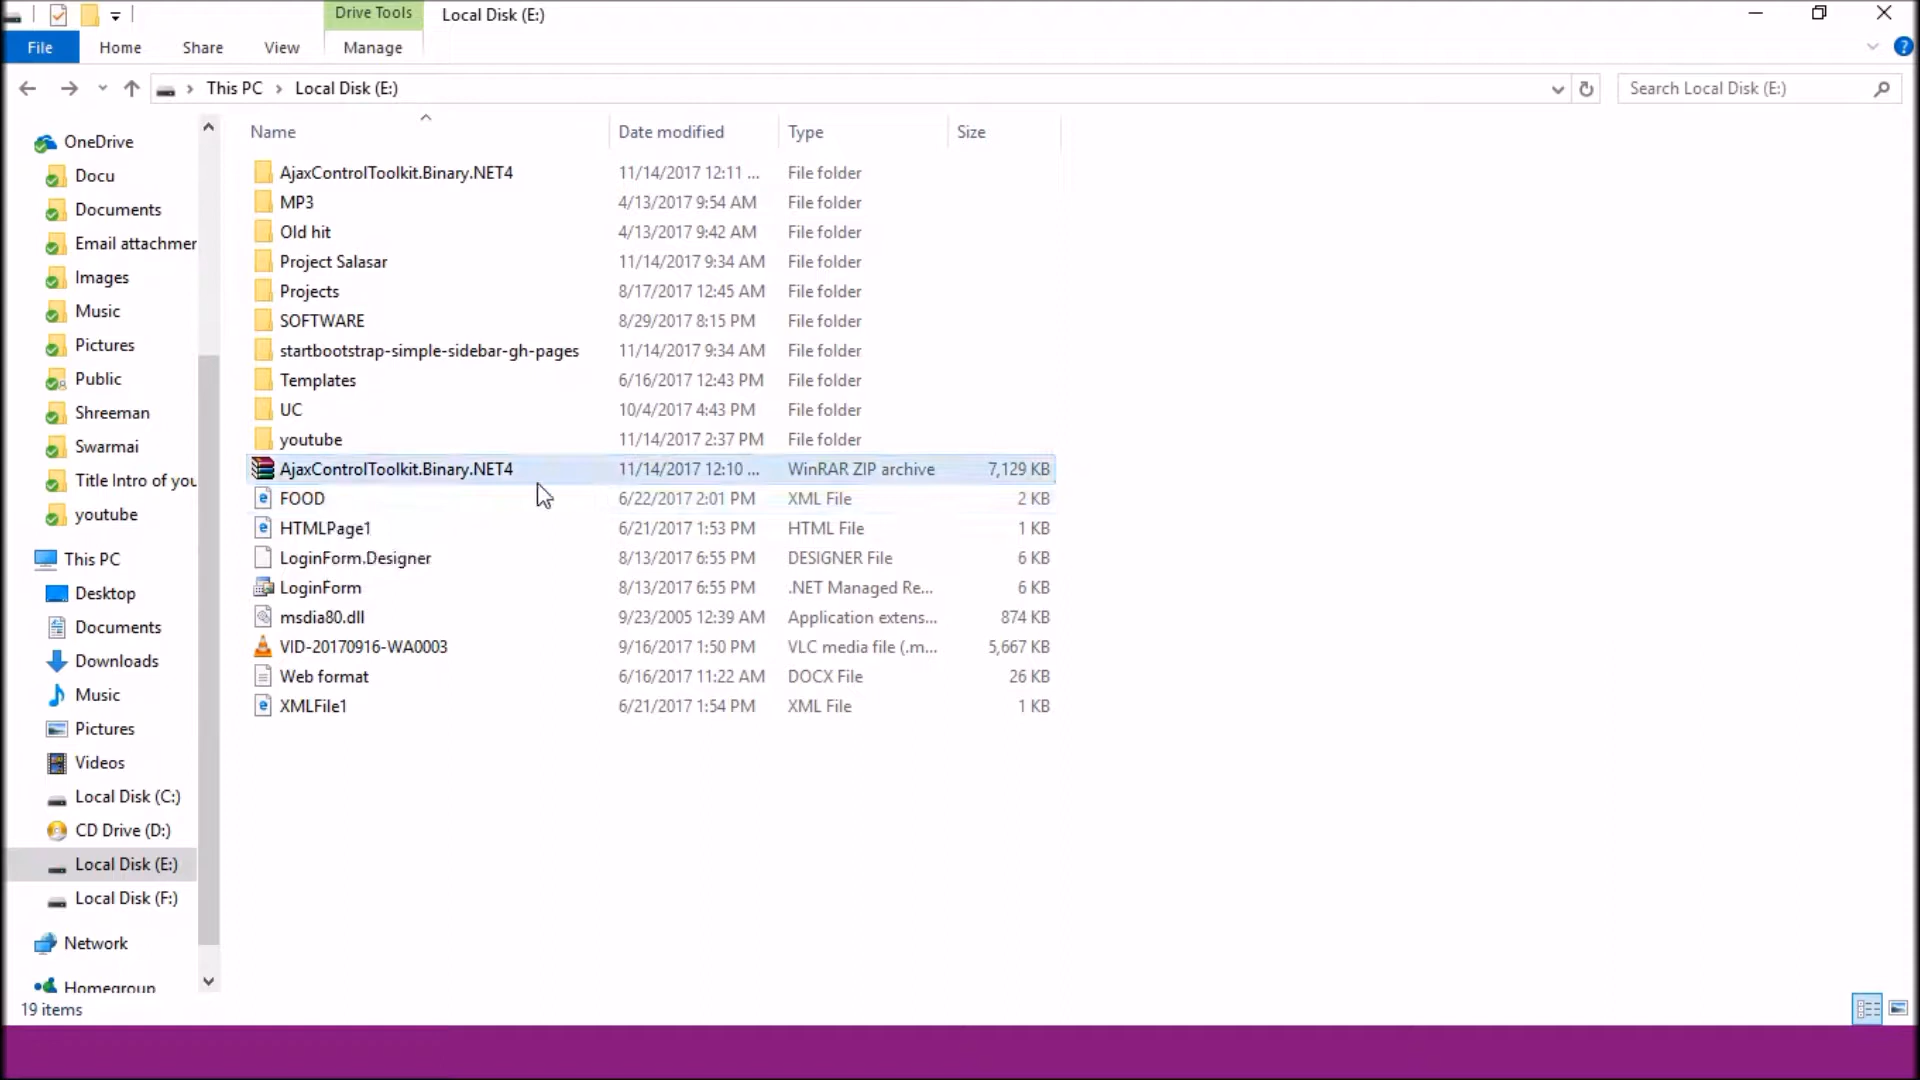 Drive Tools Local Disk (E:)
File Home Share View Manage
This PC Local Disk (E:) Search Local Disk (E:)
Name Date modified Type Size
OneDrive
Docu
Documents
Email attachmer
Images
Music
Pictures
Public
Shreeman
Swarmai
Title Intro of you
youtube
This PC
Desktop
Documents
Downloads
Music
Pictures
Videos
Local Disk (C:)
CD Drive (D:)
Local Disk (E:)
Local Disk (F:)
Network
Homegroup
AjaxControlToolkit.Binary.NET4 11/14/2017 12:11 ... File folder
MP3 4/13/2017 9:54 AM File folder
Old hit 4/13/2017 9:42 AM File folder
Project Salasar 11/14/2017 9:34 AM File folder
Projects 8/17/2017 12:45 AM File folder
SOFTWARE 8/29/2017 8:15 PM File folder
startbootstrap-simple-sidebar-gh-pages 11/14/2017 9:34 AM File folder
Templates 6/16/2017 12:43 PM File folder
UC 10/4/2017 4:43 PM File folder
youtube 11/14/2017 2:37 PM File folder
AjaxControlToolkit.Binary.NET4 11/14/2017 12:10 ... WinRAR ZIP archive 7,129 KB
FOOD 6/22/2017 2:01 PM XML File 2 KB
HTMLPage1 6/21/2017 1:53 PM HTML File 1 KB
LoginForm.Designer 8/13/2017 6:55 PM DESIGNER File 6 KB
LoginForm 8/13/2017 6:55 PM .NET Managed Re... 6 KB
msdia80.dll 9/23/2005 12:39 AM Application extens... 874 KB
VID-20170916-WA0003 9/16/2017 1:50 PM VLC media file (.m... 5,667 KB
Web format 6/16/2017 11:22 AM DOCX File 26 KB
XMLFile1 6/21/2017 1:54 PM XML File 1 KB
19 items